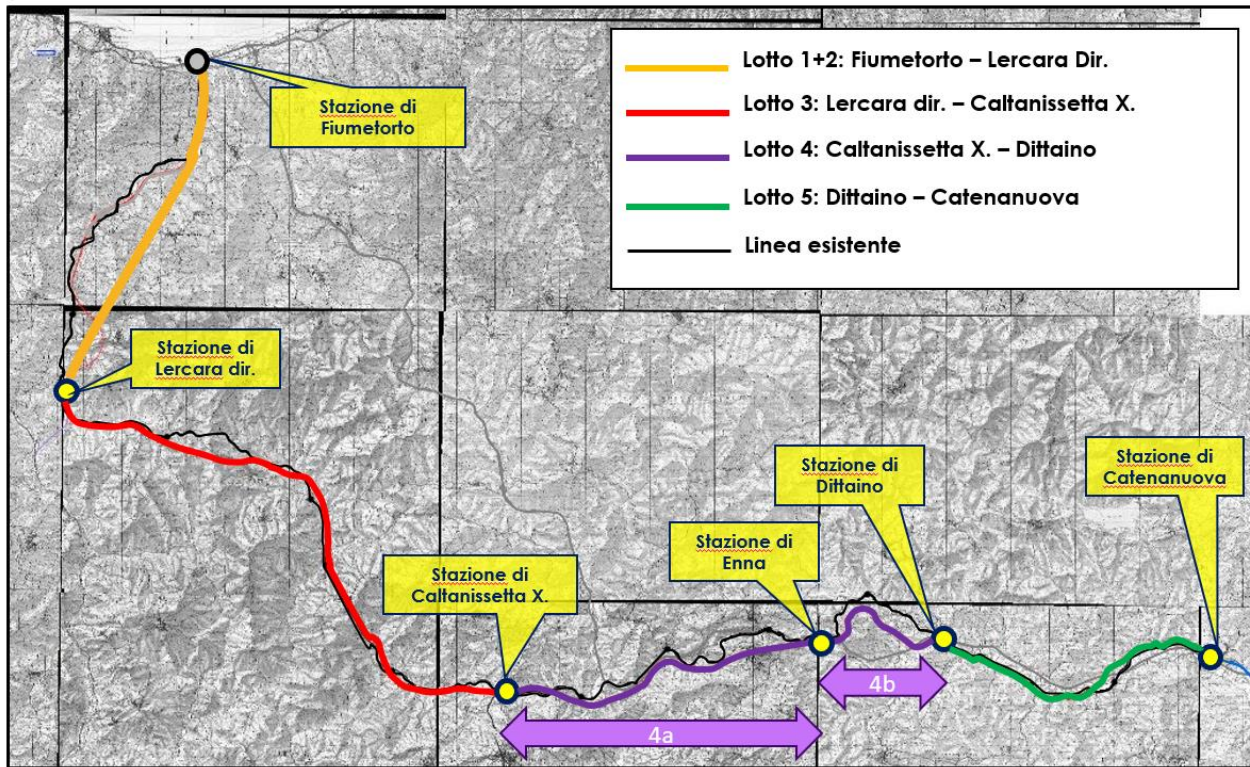 Lotto 1+2: Fiumetorto – Lercara Dir.
Lotto 3: Lercara dir. – Caltanissetta X.
Lotto 4: Caltanissetta X. – Dittaino
Lotto 5: Dittaino – Catenanuova
Linea esistente
Stazione di
Fiumetorto
Stazione di
Lercara dir.
Stazione di
Caltanissetta X.
Stazione di
Enna
Stazione di
Dittaino
Stazione di
Catenanuova
4a
4b